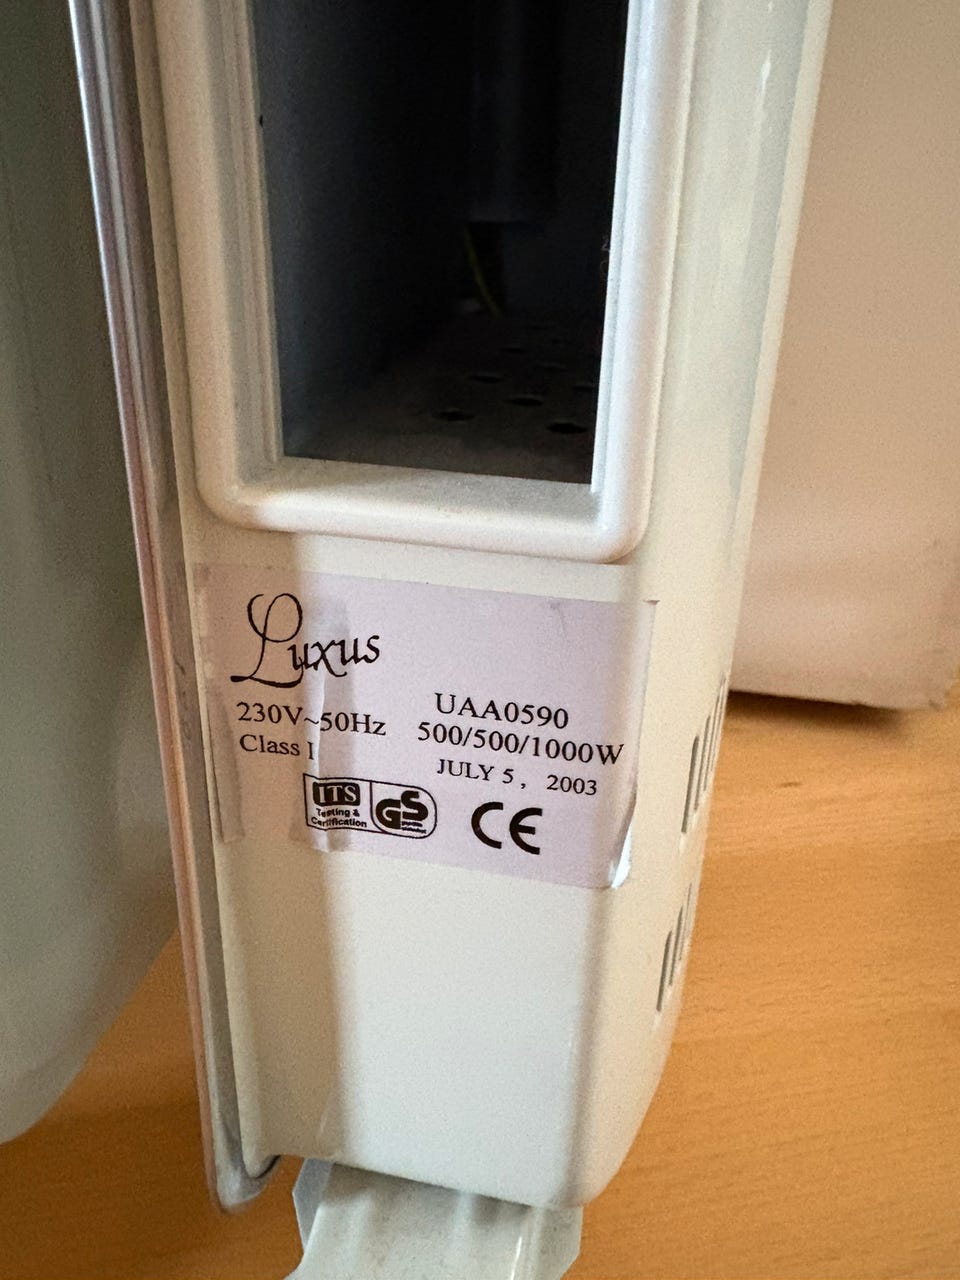 Luxus
230V~50Hz UAA0590
Class I 500/500/1000W
JULY 5, 2003
ITS GS CE
Testing &
Certification